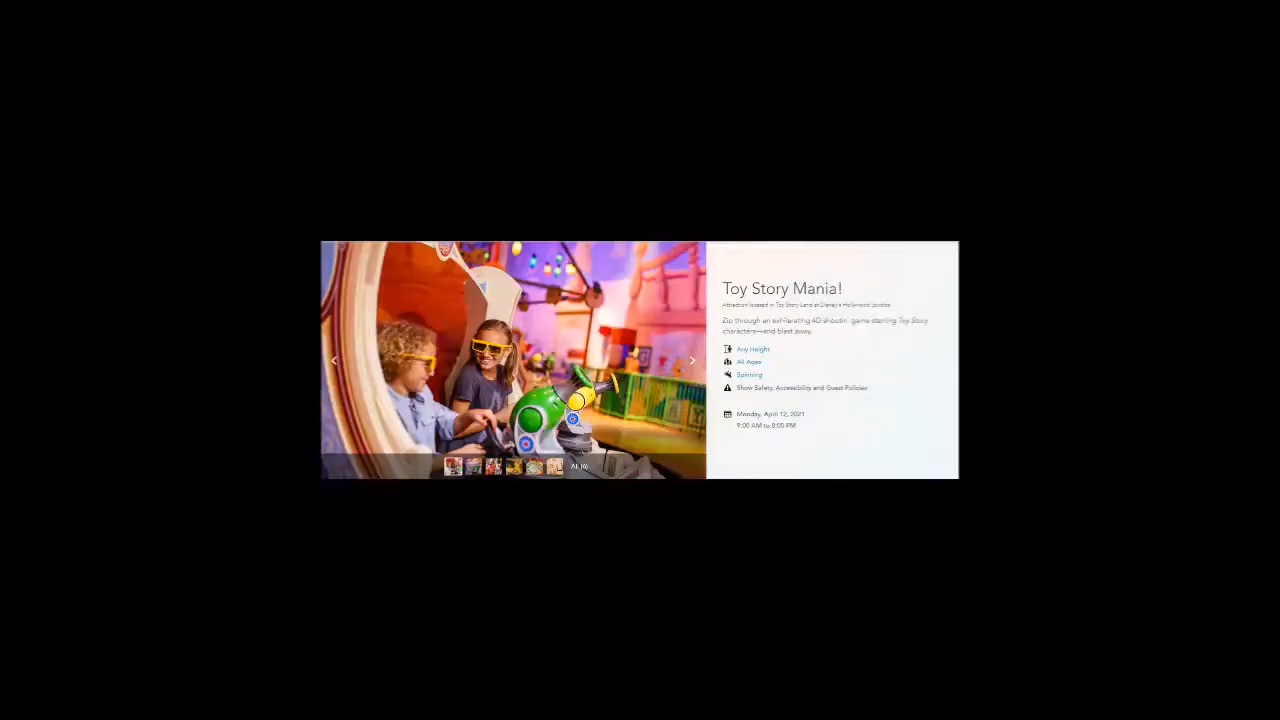 Toy Story Mania!
Attraction located in Toy Story Land at Disney's Hollywood Studios
Zip through an exhilarating 4D shootin' game starring Toy Story
characters—and blast away.
Any Height
All Ages
Spinning
Show Safety, Accessibility and Guest Policies
Monday, April 12, 2021
9:00 AM to 8:00 PM
All (6)